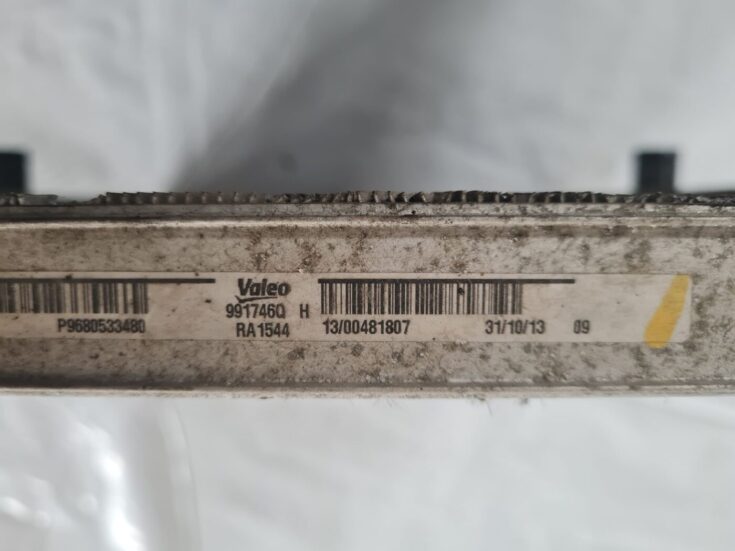 Valeo
P9680533480
991746Q H
RA1544
13/00481807 31/10/13 09